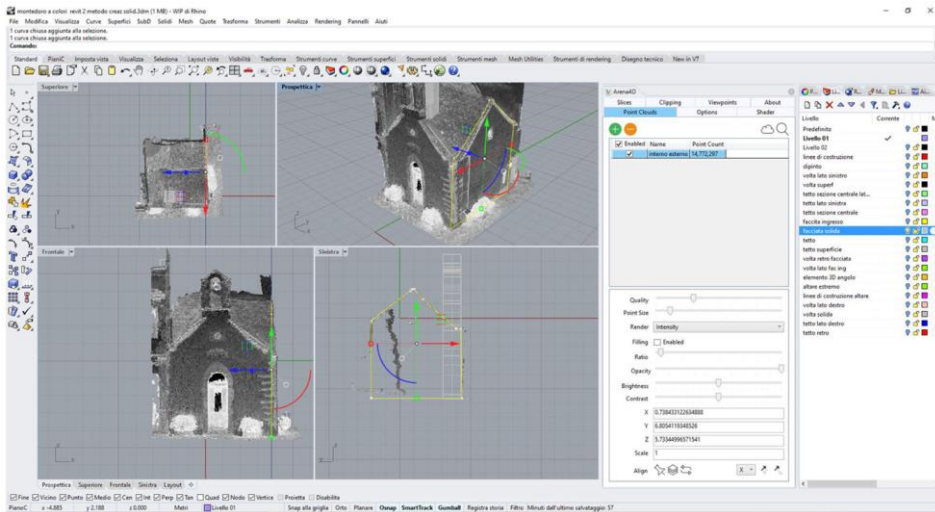 montedoro a colori revit 2 metodo creaz solid.3dm (1 MB) - WIP di Rhino
File Modifica Visualizza Curve Superfici SubD Solidi Mesh Quote Trasforma Strumenti Analizza Rendering Pannelli Aiuti
1 curva chiusa aggiunta alla selezione.
1 curva chiusa aggiunta alla selezione.
Comando:
Standard PianiC Imposta vista Visualizza Seleziona Layout viste Visibilità Trasforma Strumenti curve Strumenti superfici Strumenti solidi Strumenti mesh Mesh Utilities Strumenti di rendering Disegno tecnico New in V7
Superiore
Prospettica
Frontale
Sinistra
Arena4D
Slices Clipping Viewpoints About
Point Clouds Options Shader
Enabled Name Point Count
interno esterno 14,772,297
Quality
Point Size
Render Intensity
Filling Enabled
Ratio
Opacity
Brightness
Contrast
X 0.738433122634888
Y 6.8054119348526
Z 5.73344996571541
Scale 1
Align X
Livello Corrente
Predefinito
Livello 01
Livello 02
linee di costruzione
dipinto
volta lato sinistro
volta superf
tetto sezione centrale lat...
tetto lato sinistra
tetto sezione centrale
faccita ingresso
facciata solida
tetto
tetto superficie
volta retro facciata
volta lato fac ing
elemento 3D angolo
altare estremo
linee di costruzione altare
volta lato destro
volta solida
tetto lato destro
tetto retro
Prospettica Superiore Frontale Sinistra Layout
Fine Vicino Punto Medio Cen Int Perp Tan Quad Nodo Vertice Proietta Disabilita
PianoC x -4.885 y 2.188 z 0.000 Metri Livello 01 Snap alla griglia Orto Planare Osnap SmartTrack Gumball Registra storia Filtro Minuti dall'ultimo salvataggio: 57